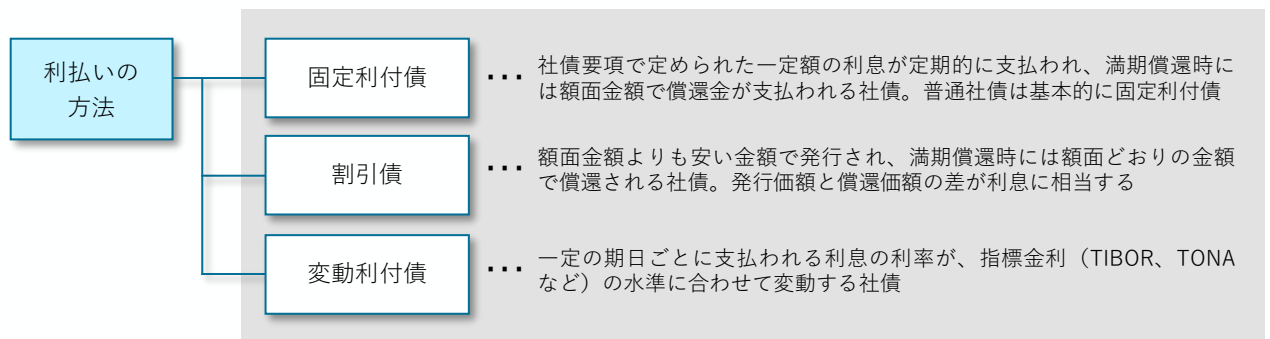 利払いの
方法
固定利付債
… 社債要項で定められた一定額の利息が定期的に支払われ、満期償還時に
は額面金額で償還金が支払われる社債。普通社債は基本的に固定利付債
割引債
… 額面金額よりも安い金額で発行され、満期償還時には額面どおりの金額
で償還される社債。発行価額と償還価額の差が利息に相当する
変動利付債
… 一定の期日ごとに支払われる利息の利率が、指標金利（TIBOR、TONA
など）の水準に合わせて変動する社債